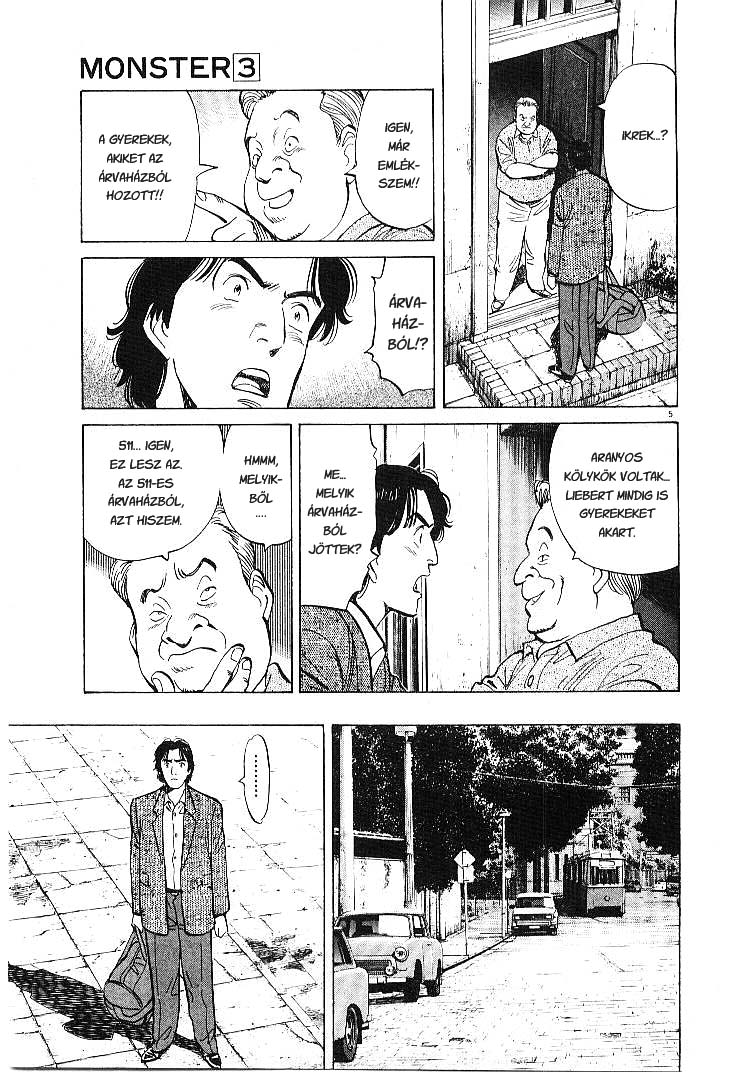 MONSTER 3
IKREK...?
IGEN,
MÁR
EMLÉK-
SZEM!!
A GYEREKEK,
AKIKET AZ
ÁRVAHÁZBÓL
HOZOTT!!
ÁRVA-
HÁZ-
BÓL!?
5
ARANYOS
KÖLYKÖK VOLTAK...
LIEBERT MINDIG IS
GYEREKEKET
AKART.
ME...
MELYIK
ÁRVAHÁZ-
BÓL
JÖTTEK?
HMMM,
MELYIK-
BŐL
....
511... IGEN,
EZ LESZ AZ.
AZ 511-ES
ÁRVAHÁZBÓL,
AZT HISZEM.
........